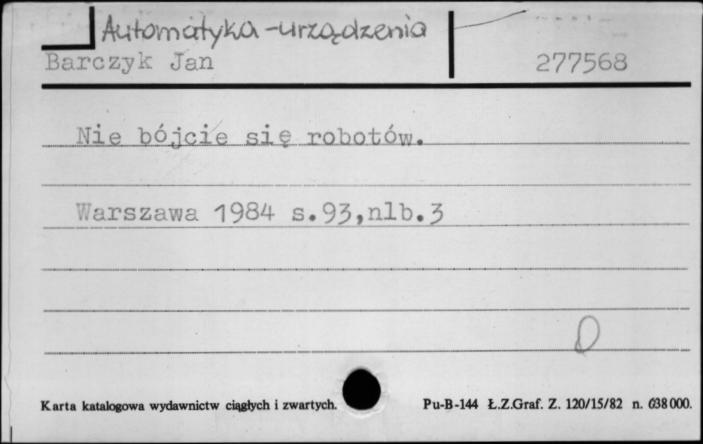 Automatyka-urządzenia
Barczyk Jan 277568
Nie bójcie się robotów.
Warszawa 1984 s.93,nlb.3
D
Karta katalogowa wydawnictw ciągłych i zwartych. Pu-B-144 Ł.Z.Graf. Z. 120/15/82 n. 638000.